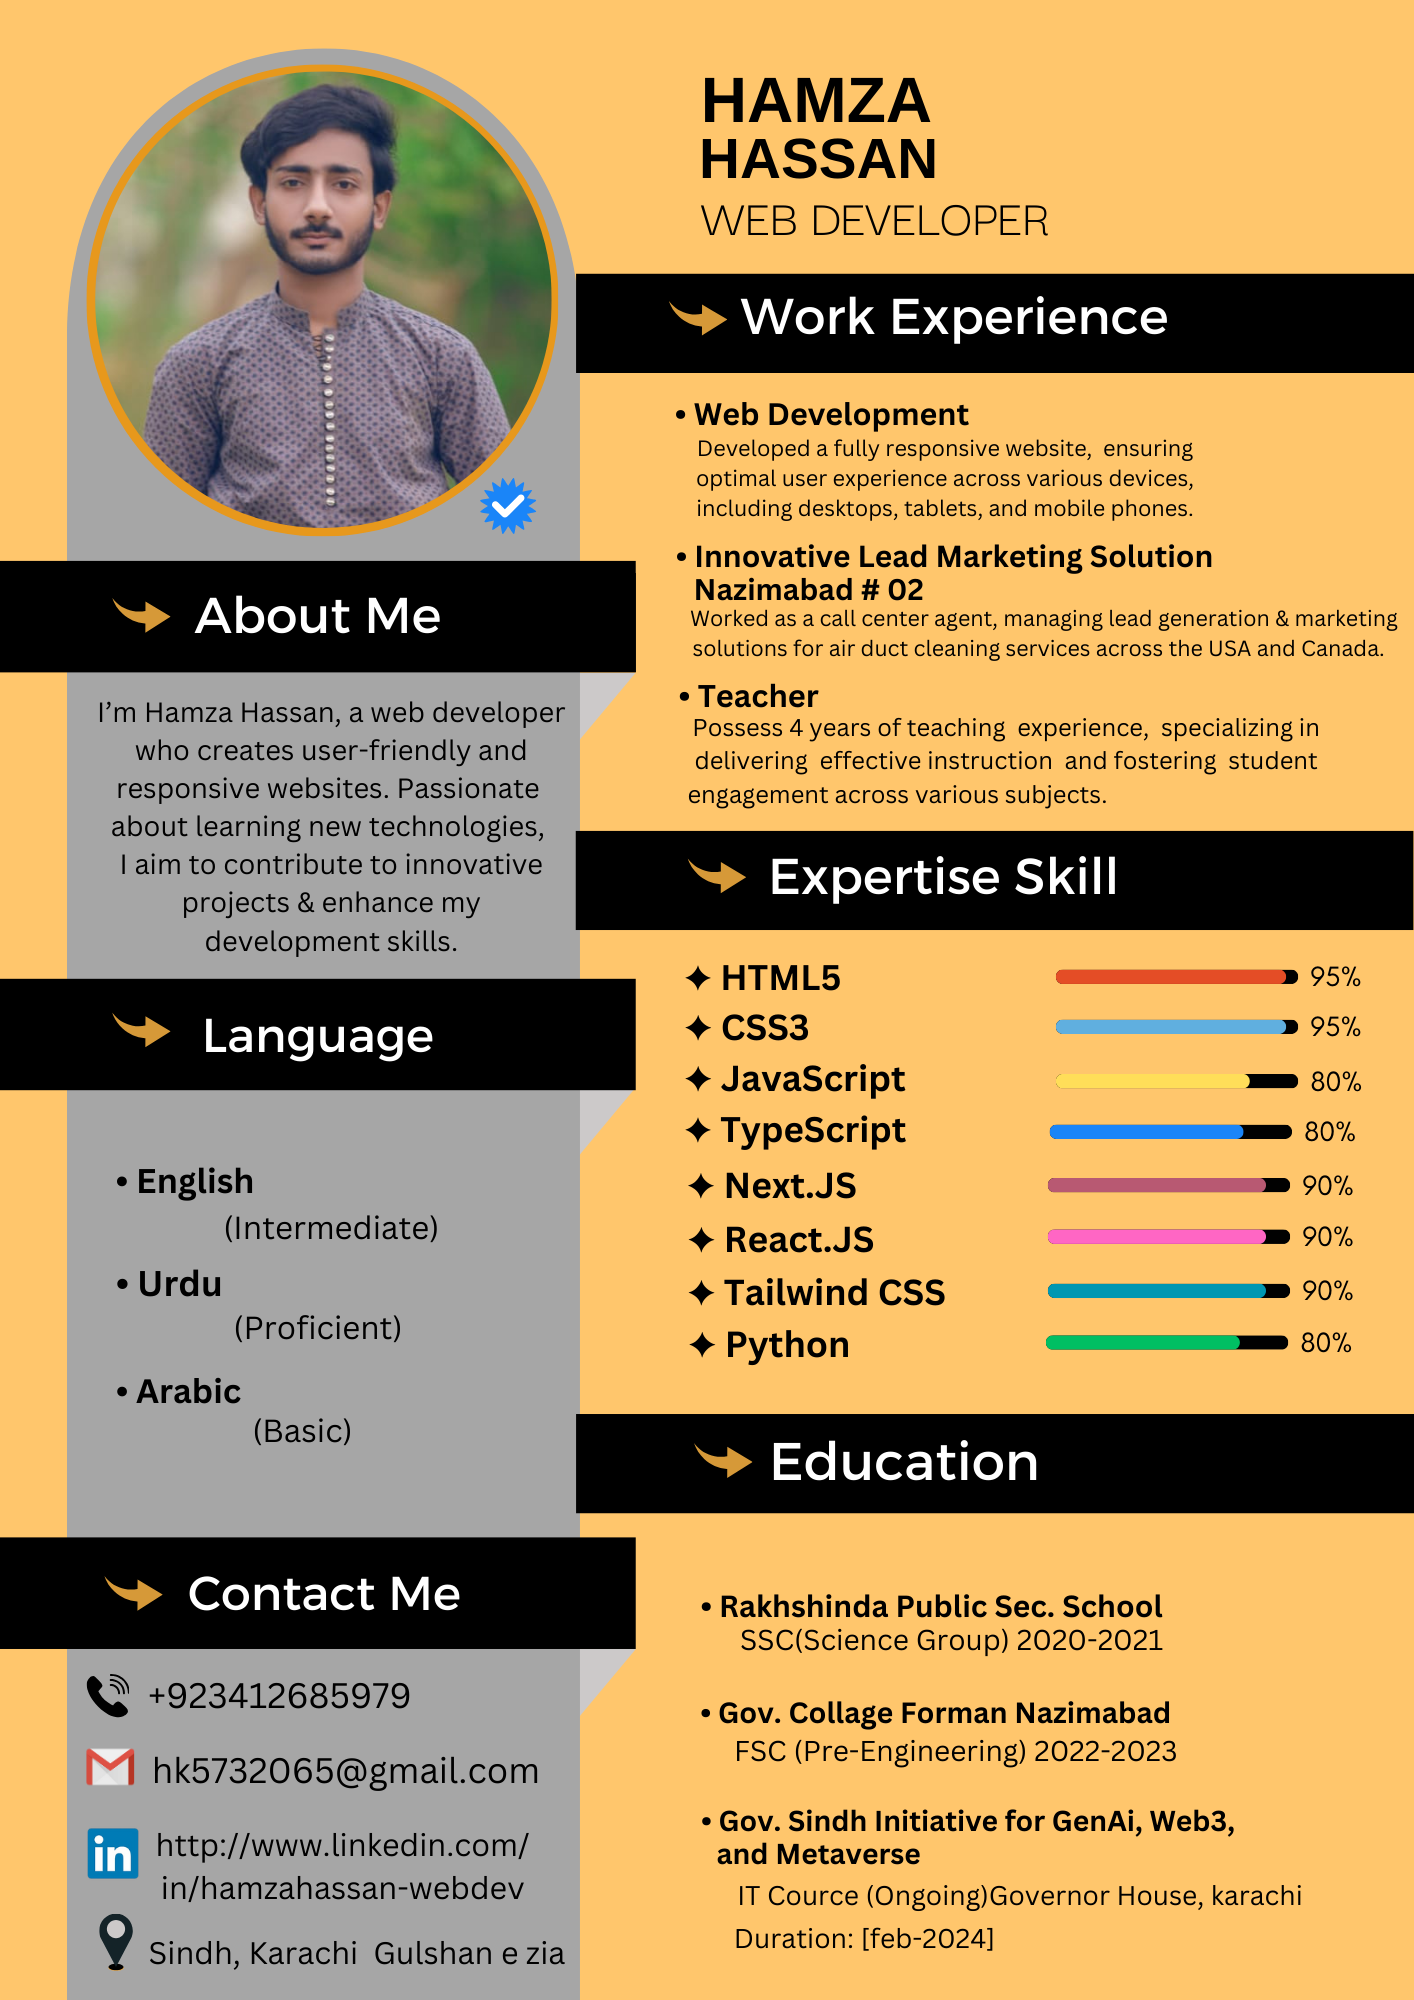 HAMZA
HASSAN
WEB DEVELOPER
About Me
I’m Hamza Hassan, a web developer
who creates user-friendly and
responsive websites. Passionate
about learning new technologies,
I aim to contribute to innovative
projects & enhance my
development skills.
Language
• English
(Intermediate)
• Urdu
(Proficient)
• Arabic
(Basic)
Contact Me
+923412685979
hk5732065@gmail.com
in
http://www.linkedin.com/
in/hamzahassan-webdev
Sindh, Karachi Gulshan e zia
Work Experience
• Web Development
Developed a fully responsive website, ensuring
optimal user experience across various devices,
including desktops, tablets, and mobile phones.
• Innovative Lead Marketing Solution
Nazimabad # 02
Worked as a call center agent, managing lead generation & marketing
solutions for air duct cleaning services across the USA and Canada.
• Teacher
Possess 4 years of teaching experience, specializing in
delivering effective instruction and fostering student
engagement across various subjects.
Expertise Skill
✦ HTML5 95%
✦ CSS3 95%
✦ JavaScript 80%
✦ TypeScript 80%
✦ Next.JS 90%
✦ React.JS 90%
✦ Tailwind CSS 90%
✦ Python 80%
Education
• Rakhshinda Public Sec. School
SSC(Science Group) 2020-2021
• Gov. Collage Forman Nazimabad
FSC (Pre-Engineering) 2022-2023
• Gov. Sindh Initiative for GenAi, Web3,
and Metaverse
IT Cource (Ongoing)Governor House, karachi
Duration: [feb-2024]